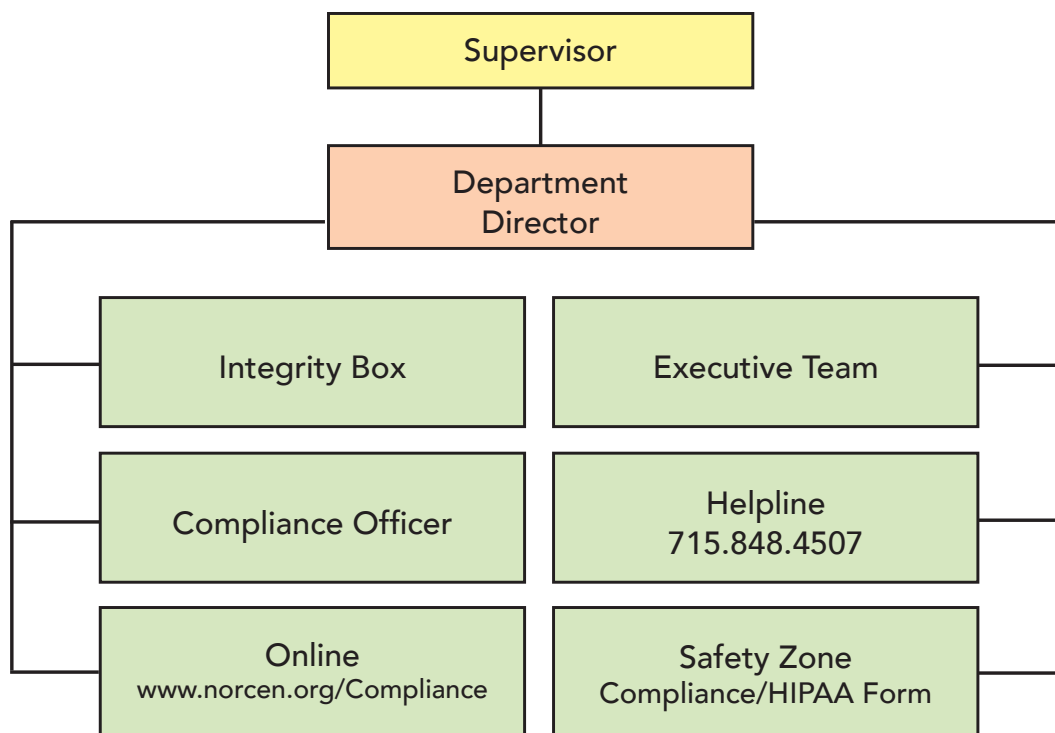 Supervisor
Department
Director
Integrity Box
Executive Team
Compliance Officer
Helpline
715.848.4507
Online
www.norcen.org/Compliance
Safety Zone
Compliance/HIPAA Form